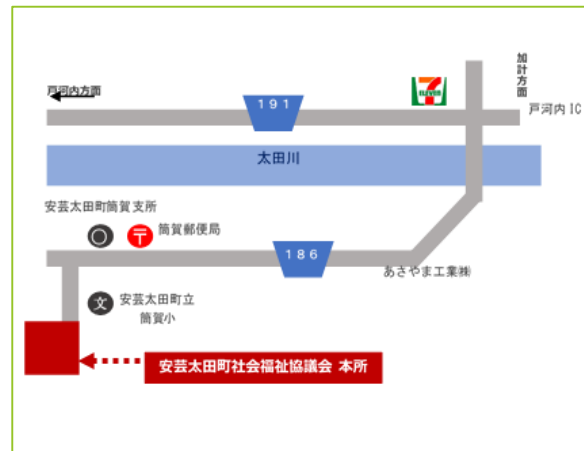 戸河内方面
加計方面
191
7
ELEVEN
戸河内 IC
太田川
安芸太田町筒賀支所
〒
筒賀郵便局
186
あさやま工業㈱
文
安芸太田町立
筒賀小
安芸太田町社会福祉協議会 本所